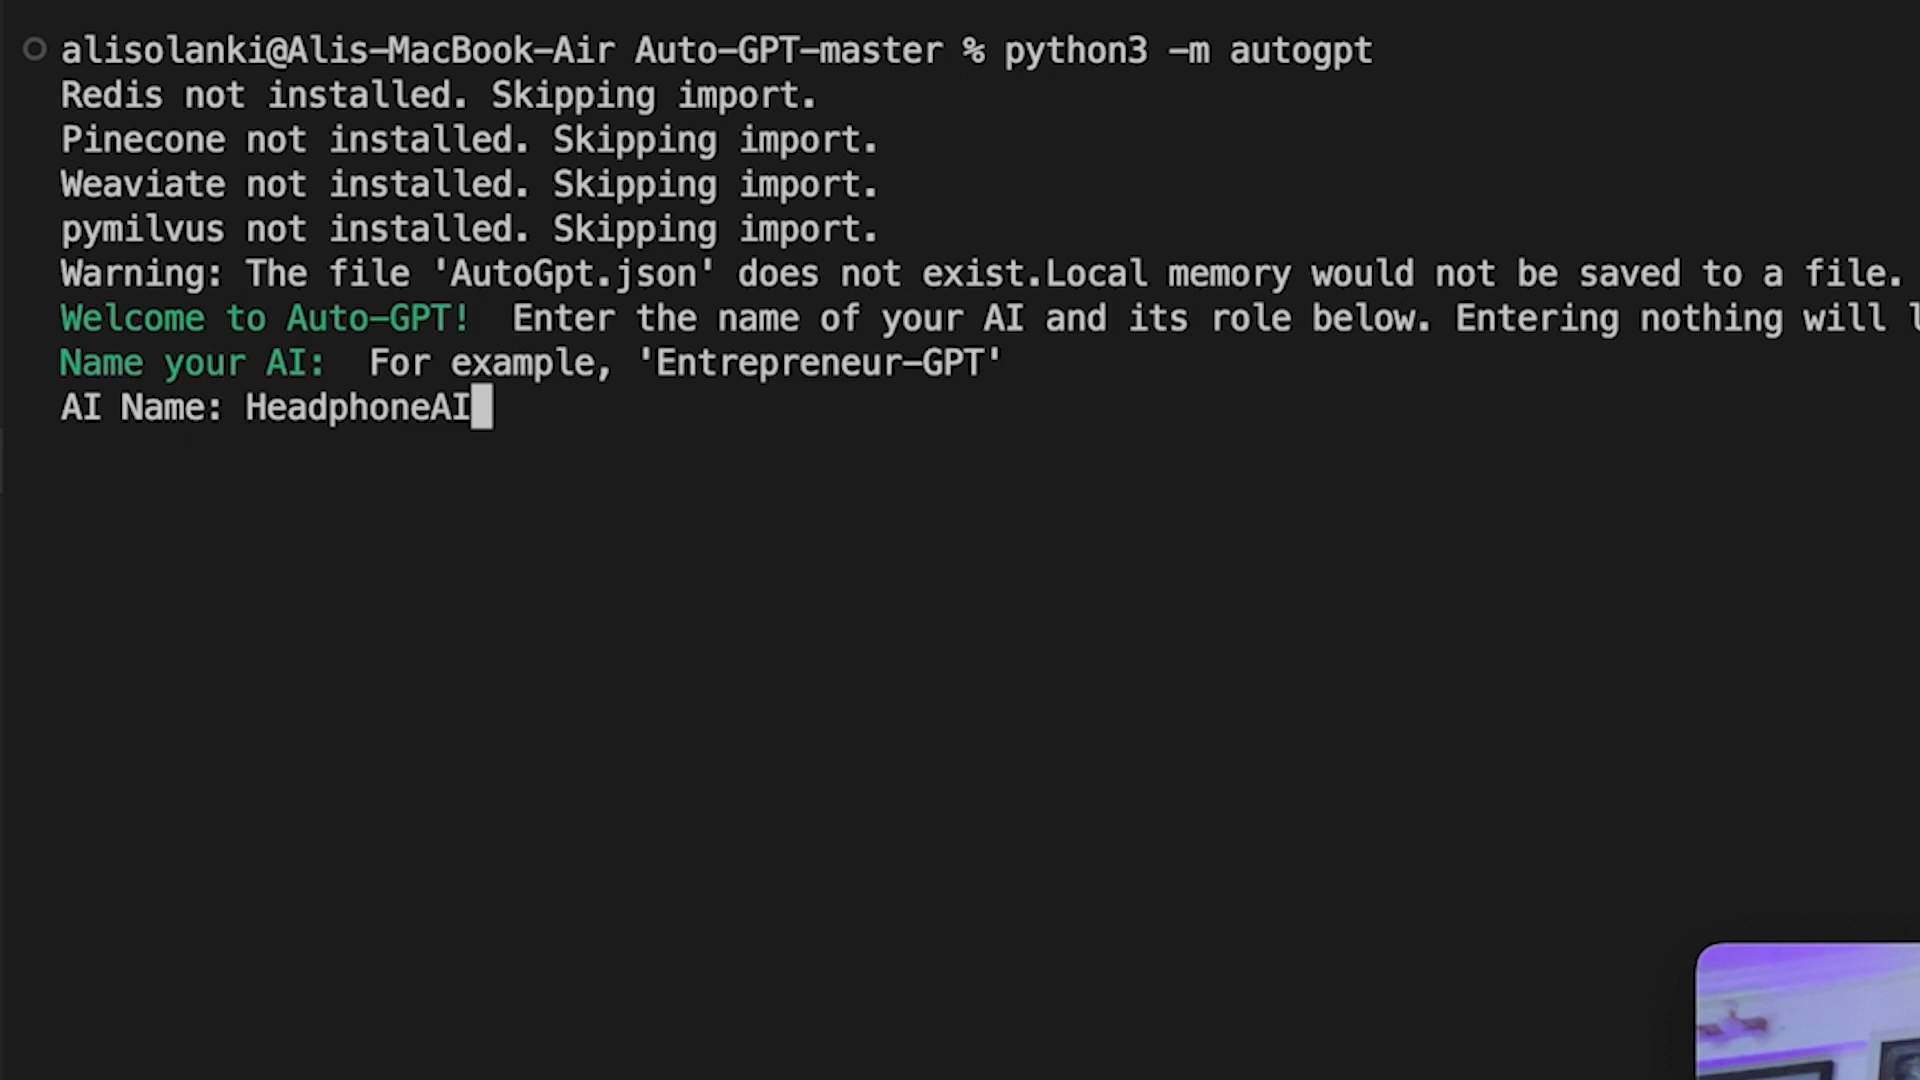 alisolanki@Alis-MacBook-Air Auto-GPT-master % python3 -m autogpt
Redis not installed. Skipping import.
Pinecone not installed. Skipping import.
Weaviate not installed. Skipping import.
pymilvus not installed. Skipping import.
Warning: The file 'AutoGpt.json' does not exist.Local memory would not be saved to a file.
Welcome to Auto-GPT!  Enter the name of your AI and its role below. Entering nothing will l
Name your AI:  For example, 'Entrepreneur-GPT'
AI Name: HeadphoneAI